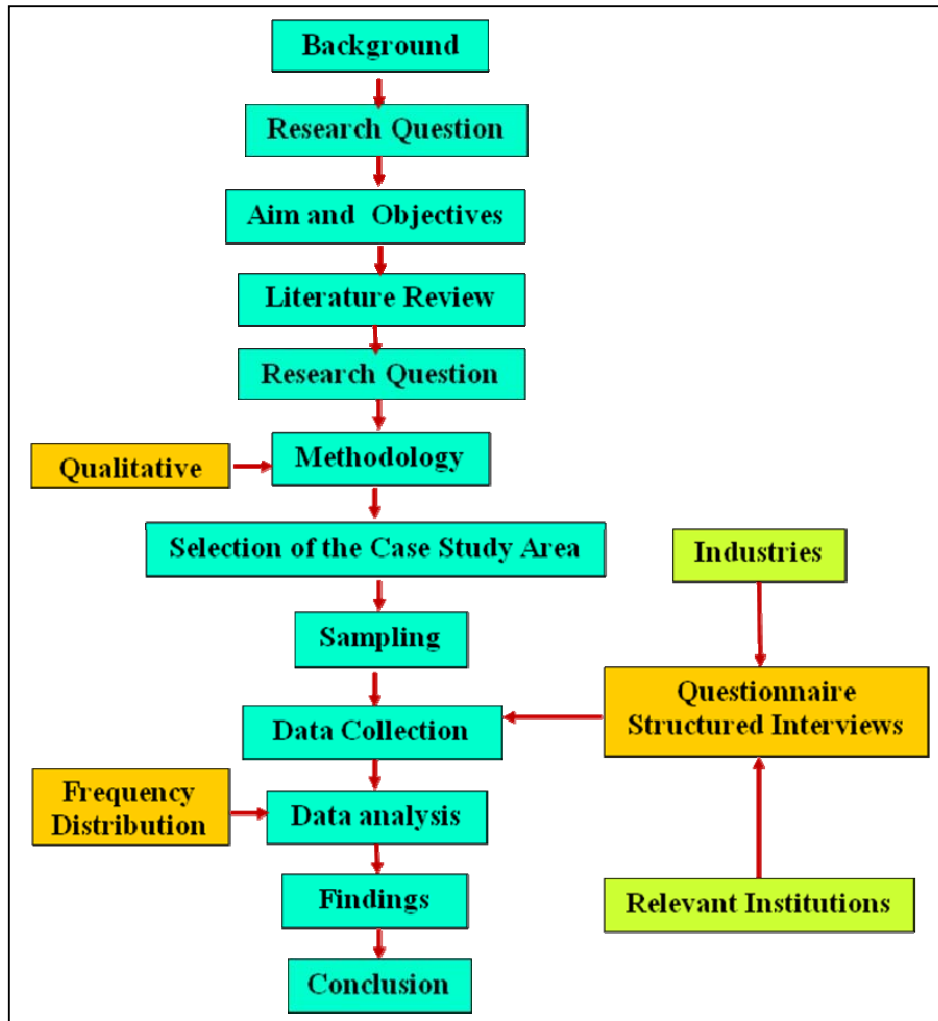 Background
Research Question
Aim and Objectives
Literature Review
Research Question
Qualitative
Methodology
Selection of the Case Study Area
Industries
Sampling
Questionnaire
Structured Interviews
Data Collection
Frequency
Distribution
Data analysis
Findings
Relevant Institutions
Conclusion